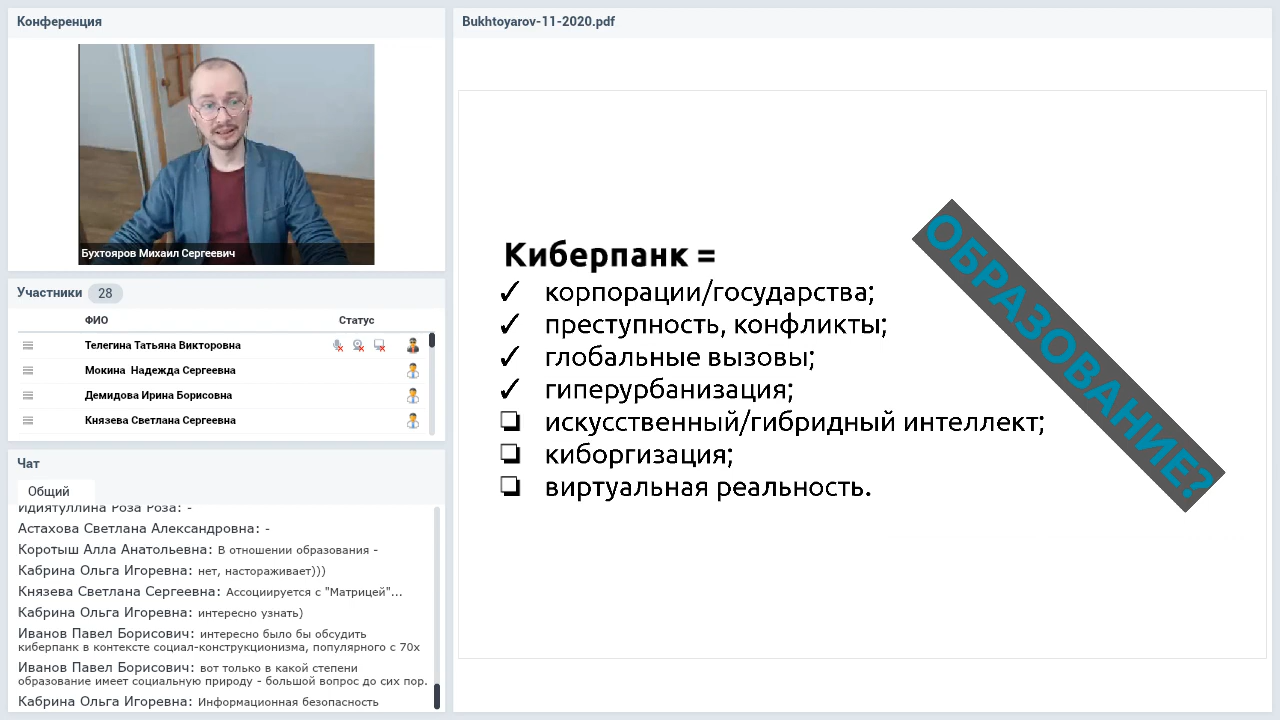 Конференция
Бухтояров Михаил Сергеевич
Участники 28
ФИО Статус
Телегина Татьяна Викторовна
Мокина Надежда Сергеевна
Демидова Ирина Борисовна
Князева Светлана Сергеевна
Чат
Общий
Идиятуллина Роза Роза: -
Астахова Светлана Александровна: -
Коротыш Алла Анатольевна: В отношении образования -
Кабрина Ольга Игоревна: нет, настораживает)))
Князева Светлана Сергеевна: Ассоциируется с "Матрицей"...
Кабрина Ольга Игоревна: интересно узнать)
Иванов Павел Борисович: интересно было бы обсудить
киберпанк в контексте социал-конструкционизма, популярного с 70х
Иванов Павел Борисович: вот только в какой степени
образование имеет социальную природу - большой вопрос до сих пор.
Кабрина Ольга Игоревна: Информационная безопасность
Bukhtoyarov-11-2020.pdf
Киберпанк =
✓ корпорации/государства;
✓ преступность, конфликты;
✓ глобальные вызовы;
✓ гиперурбанизация;
❏ искусственный/гибридный интеллект;
❏ киборгизация;
❏ виртуальная реальность.
ОБРАЗОВАНИЕ?